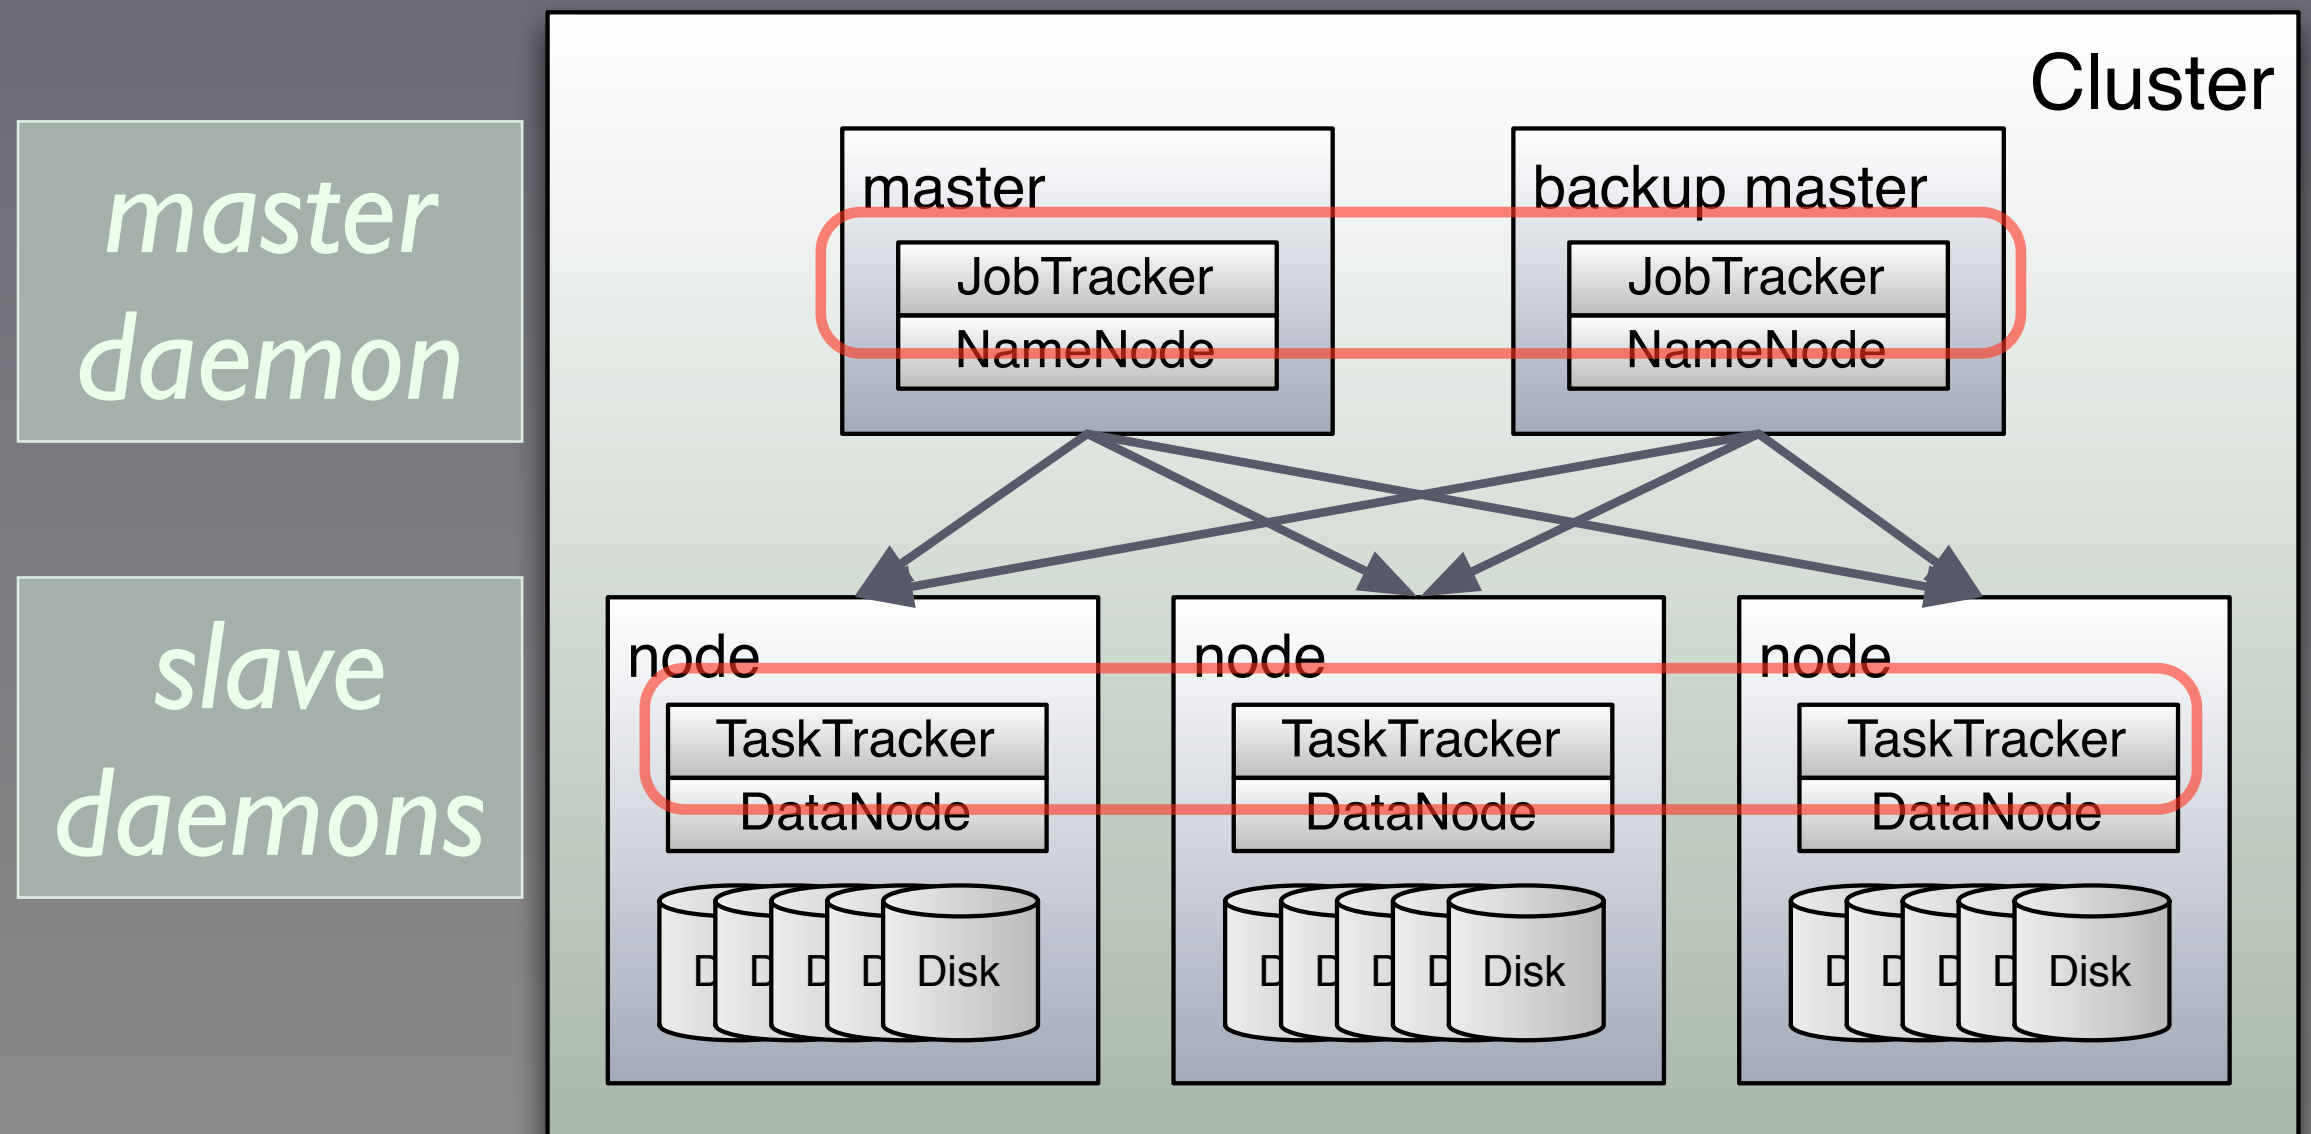 Cluster
master
daemon
master
JobTracker
NameNode
backup master
JobTracker
NameNode
slave
daemons
node
TaskTracker
DataNode
D D D D Disk
node
TaskTracker
DataNode
D D D D Disk
node
TaskTracker
DataNode
D D D D Disk